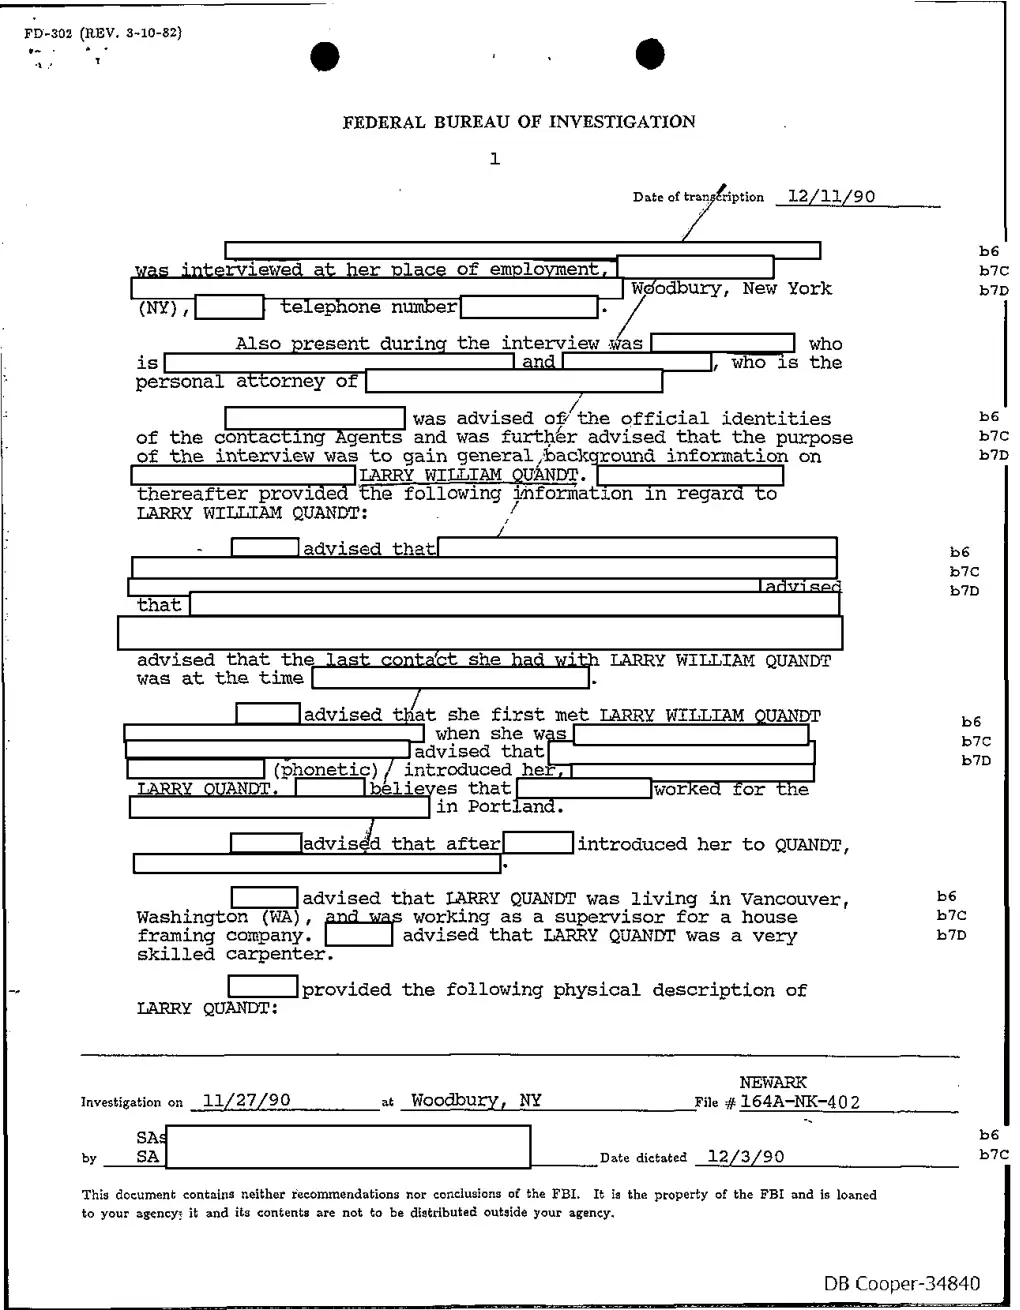 FD-302 (REV. 3-10-82)
FEDERAL BUREAU OF INVESTIGATION
1
Date of transcription 12/11/90
b6
was interviewed at her place of employment, b7C
Woodbury, New York b7D
(NY), telephone number .
Also present during the interview was who
is and , who is the
personal attorney of
was advised of the official identities b6
of the contacting Agents and was further advised that the purpose b7C
of the interview was to gain general background information on b7D
LARRY WILLIAM QUANDT.
thereafter provided the following information in regard to
LARRY WILLIAM QUANDT:
advised that b6
b7C
advised b7D
that
advised that the last contact she had with LARRY WILLIAM QUANDT
was at the time .
advised that she first met LARRY WILLIAM QUANDT b6
when she was b7C
advised that b7D
(phonetic) introduced her,
LARRY QUANDT. believes that worked for the
in Portland.
advised that after introduced her to QUANDT,
.
advised that LARRY QUANDT was living in Vancouver, b6
Washington (WA), and was working as a supervisor for a house b7C
framing company. advised that LARRY QUANDT was a very b7D
skilled carpenter.
provided the following physical description of
LARRY QUANDT:
NEWARK
Investigation on 11/27/90 at Woodbury, NY File # 164A-NK-402
SAs b6
by SA Date dictated 12/3/90 b7C
This document contains neither recommendations nor conclusions of the FBI. It is the property of the FBI and is loaned
to your agency; it and its contents are not to be distributed outside your agency.
DB Cooper-34840